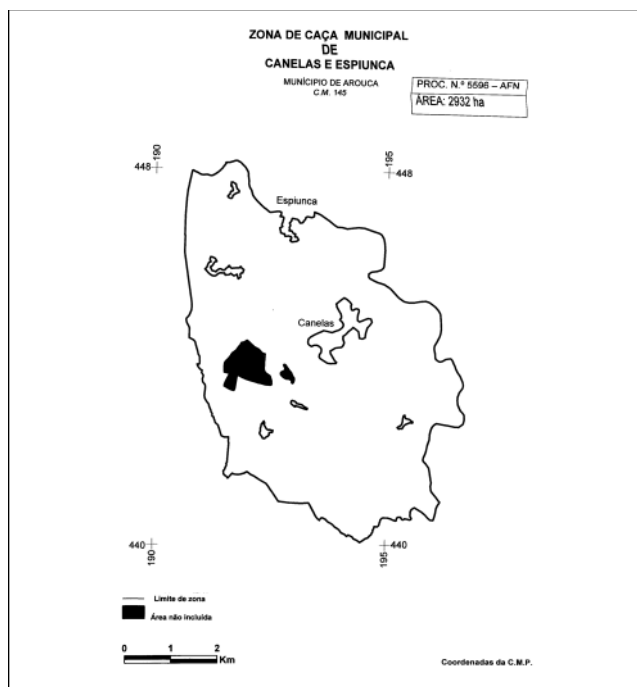 ZONA DE CAÇA MUNICIPAL
DE
CANELAS E ESPIUNCA
MUNÍCIPIO DE AROUCA
C.M. 145
PROC. N.º 5596 – AFN
ÁREA: 2932 ha
190
448
195
448
Espiunca
Canelas
440
190
195
440
Limite de zona
Área não incluída
0 1 2
Km
Coordenadas da C.M.P.